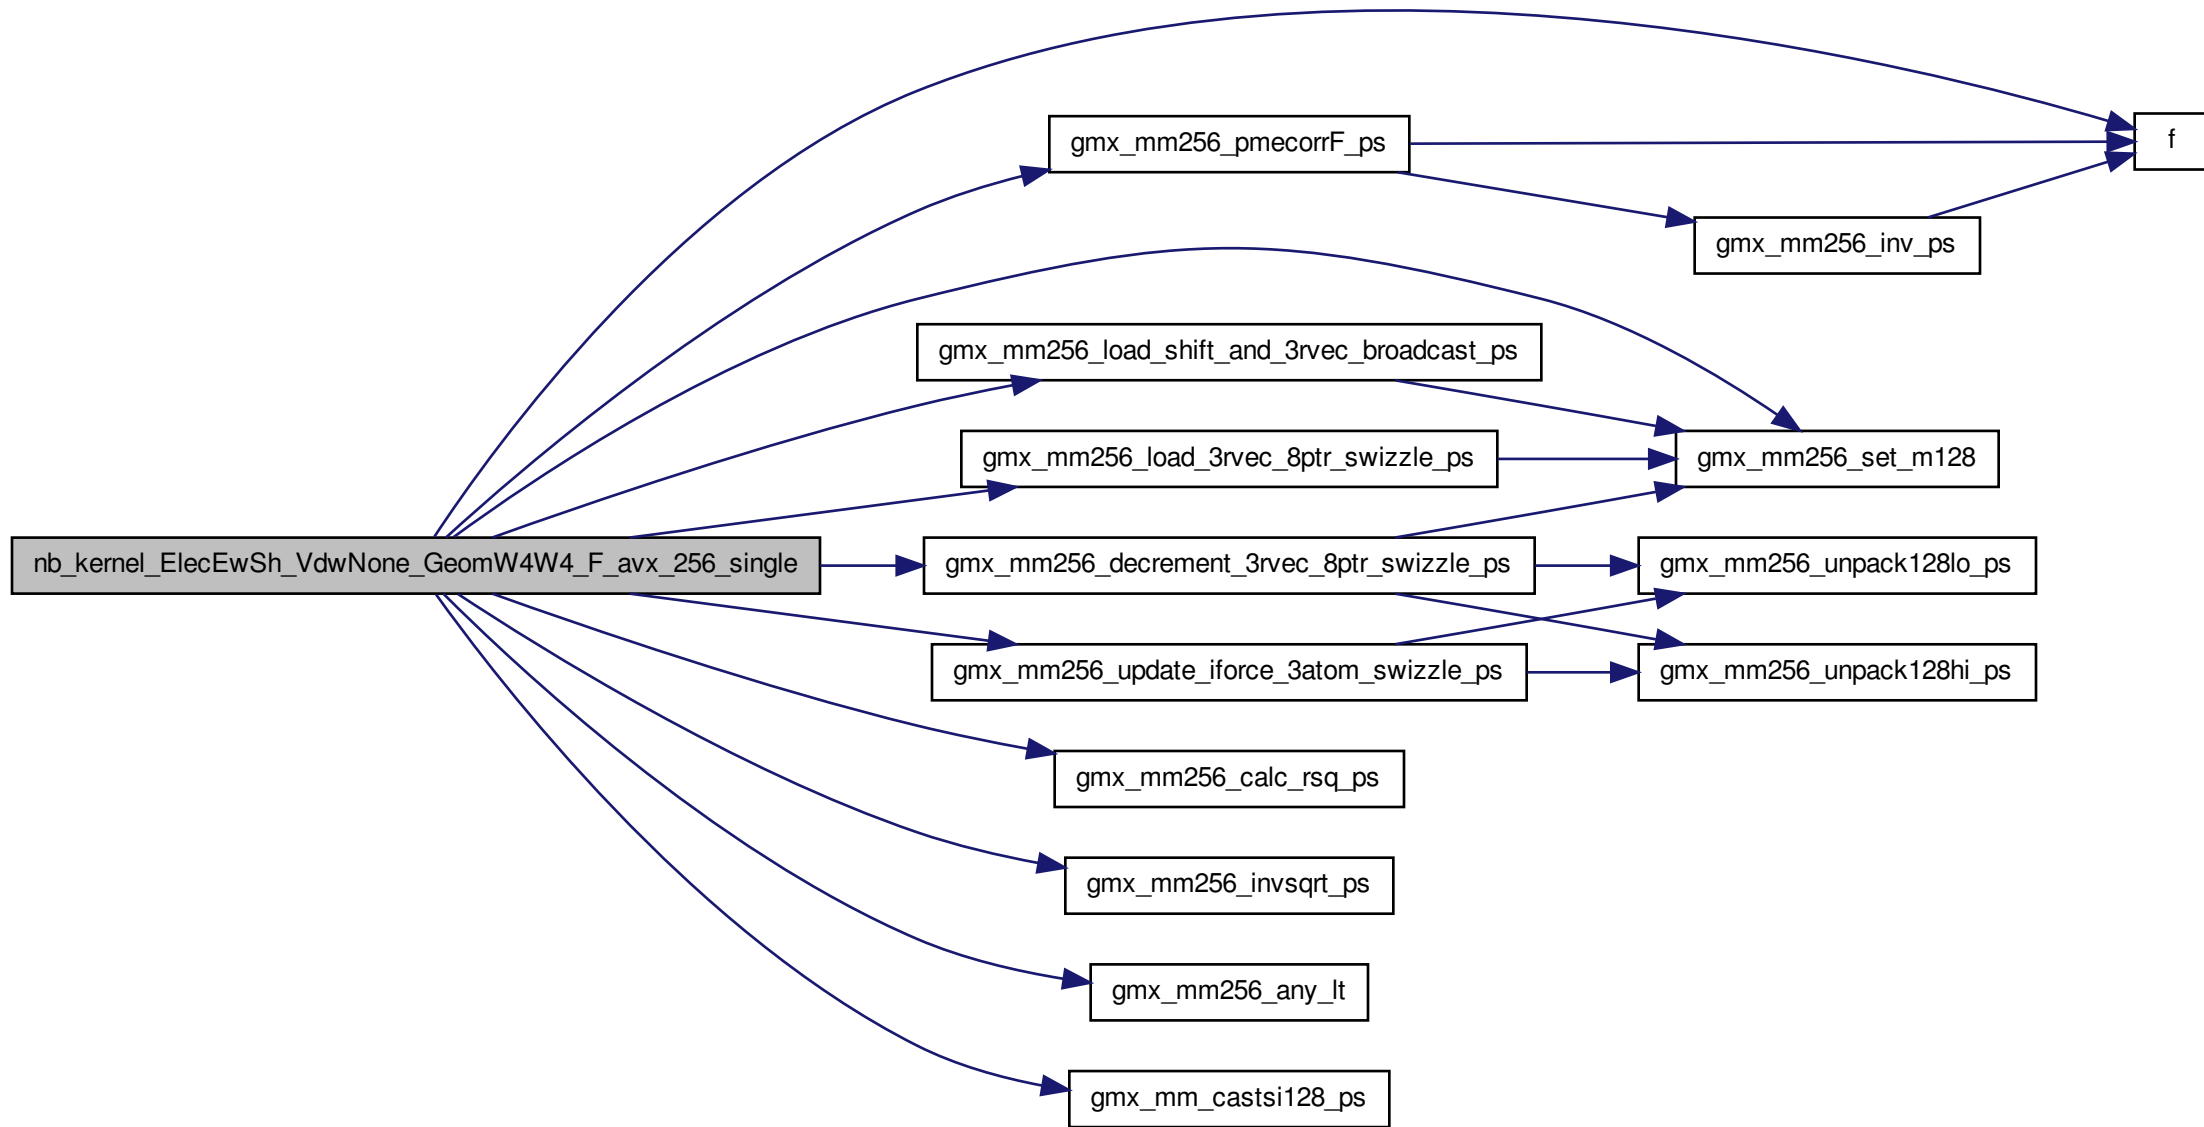 f
gmx_mm256_pmecorrF_ps
gmx_mm256_inv_ps
gmx_mm256_load_shift_and_3rvec_broadcast_ps
gmx_mm256_load_3rvec_8ptr_swizzle_ps
gmx_mm256_set_m128
nb_kernel_ElecEwSh_VdwNone_GeomW4W4_F_avx_256_single
gmx_mm256_decrement_3rvec_8ptr_swizzle_ps
gmx_mm256_unpack128lo_ps
gmx_mm256_update_iforce_3atom_swizzle_ps
gmx_mm256_unpack128hi_ps
gmx_mm256_calc_rsq_ps
gmx_mm256_invsqrt_ps
gmx_mm256_any_lt
gmx_mm_castsi128_ps